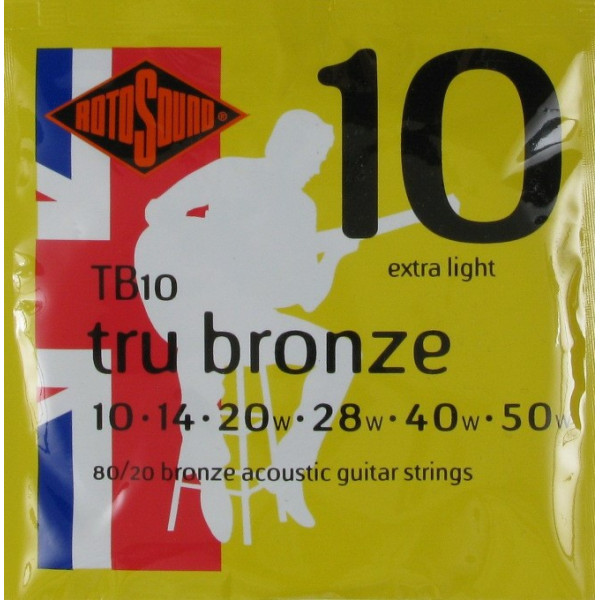 ROTOSOUND®
10
extra light
TB10
tru bronze
10 · 14 · 20w · 28w · 40w · 50w
80/20 bronze acoustic guitar strings